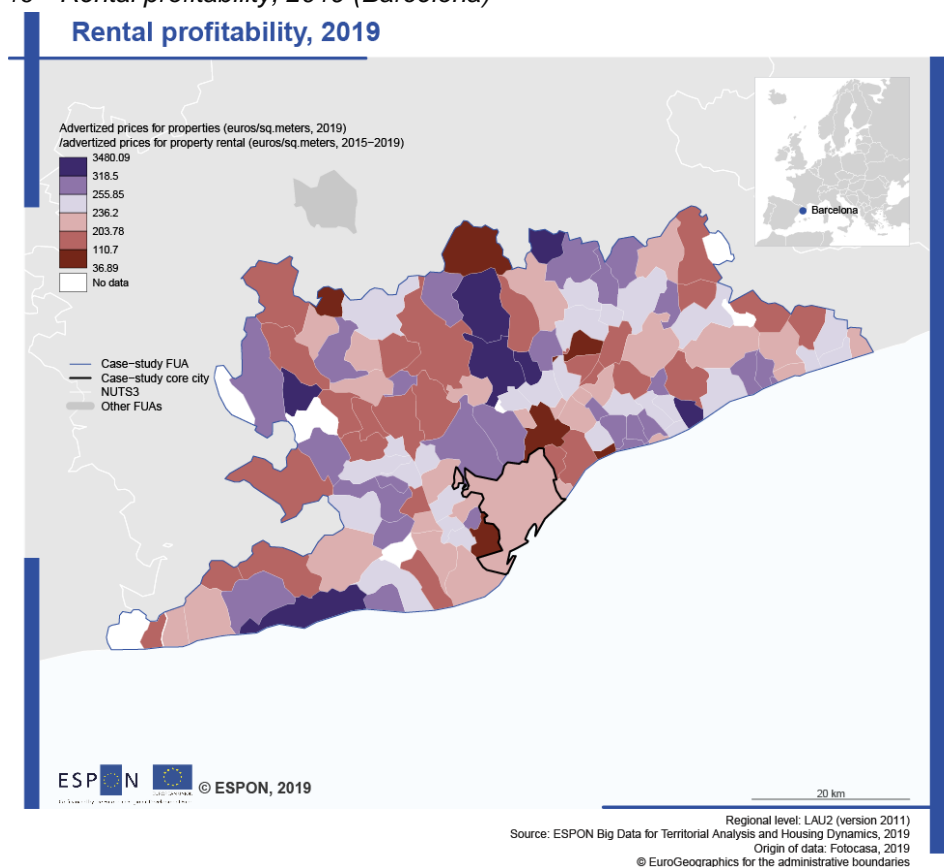 Rental profitability, 2019 (Barcelona)
Rental profitability, 2019
Advertized prices for properties (euros/sq.meters, 2019)
/advertized prices for property rental (euros/sq.meters, 2015−2019)
3480.09
318.5
255.85
236.2
203.78
110.7
36.89
No data
Barcelona
Case−study FUA
Case−study core city
NUTS3
Other FUAs
ESPON
© ESPON, 2019
20 km
Regional level: LAU2 (version 2011)
Source: ESPON Big Data for Territorial Analysis and Housing Dynamics, 2019
Origin of data: Fotocasa, 2019
© EuroGeographics for the administrative boundaries